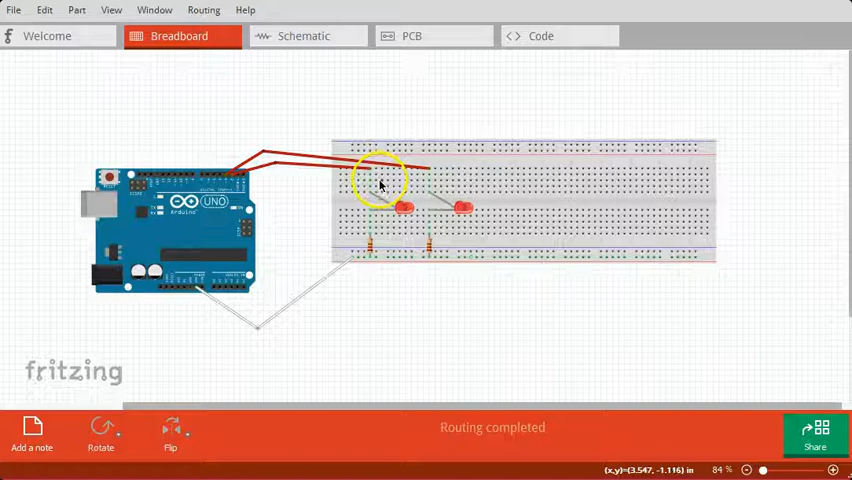 File Edit Part View Window Routing Help
Welcome Breadboard Schematic PCB Code
UNO
Arduino
fritzing
Add a note Rotate Flip Routing completed Share
(x,y)=(3.547, -1.116) in 84 %